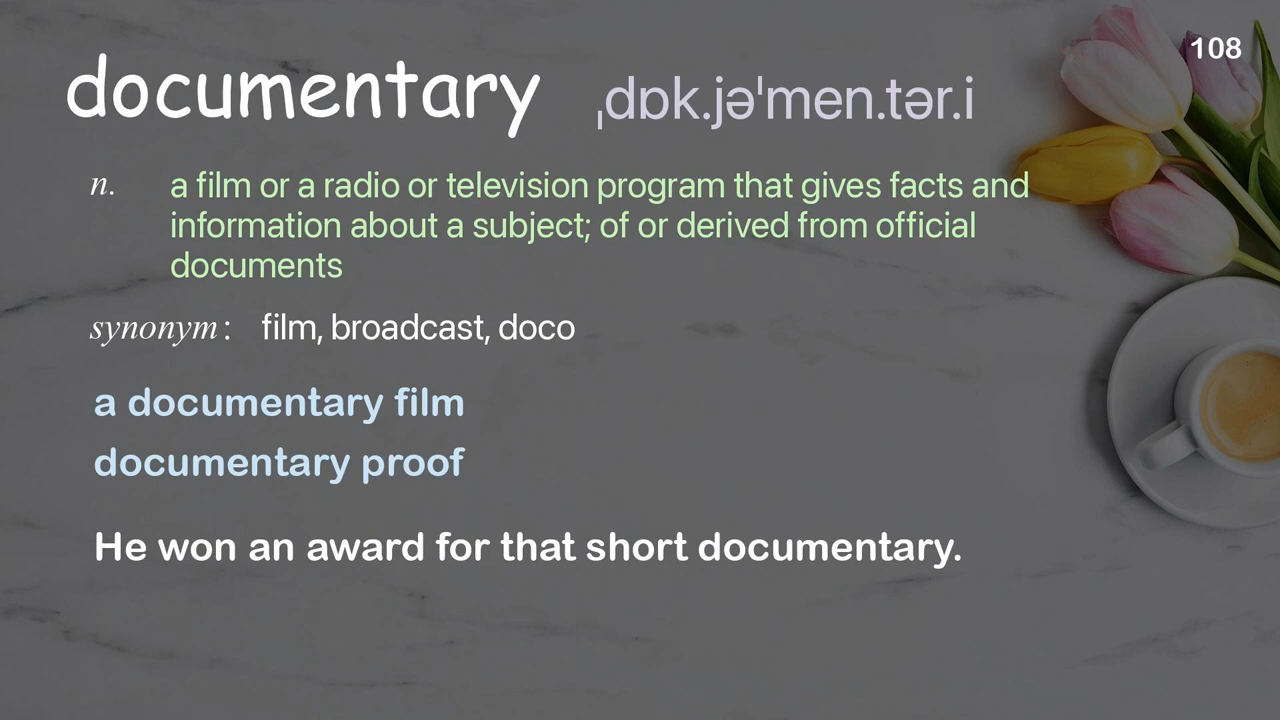 108
documentary ˌdɒk.jəˈmen.tər.i
n. a film or a radio or television program that gives facts and
information about a subject; of or derived from official
documents
synonym: film, broadcast, doco
a documentary film
documentary proof
He won an award for that short documentary.